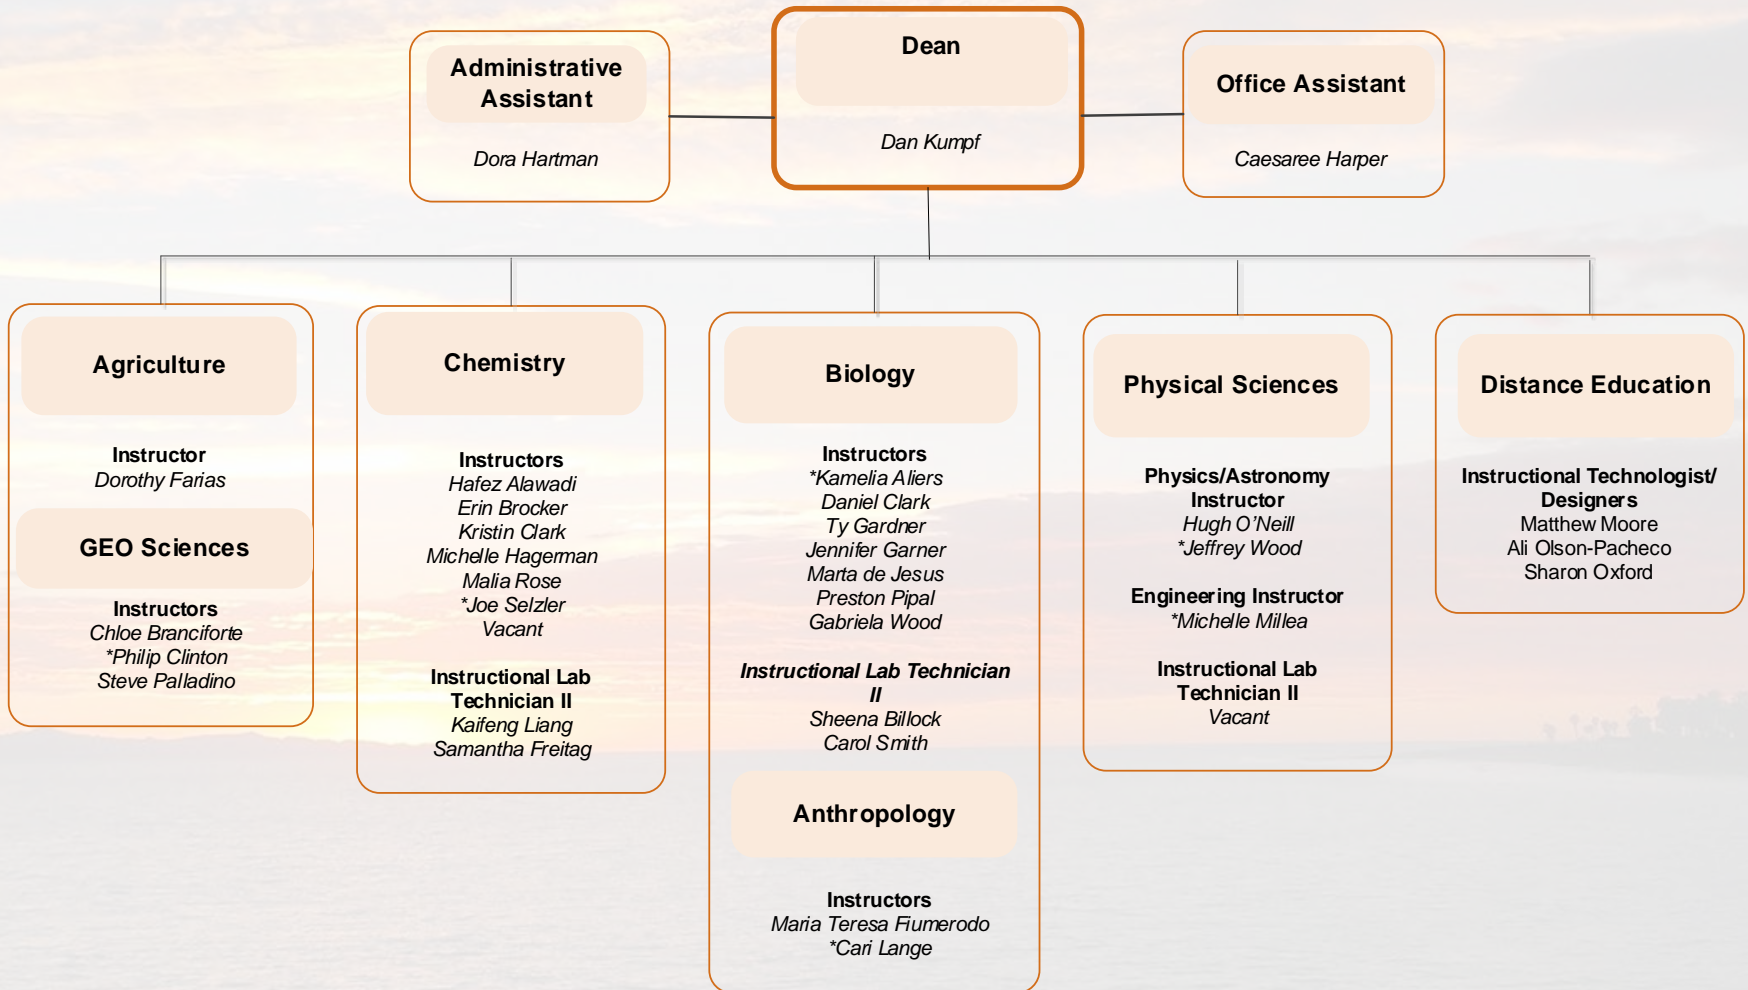 Administrative
Assistant
Dora Hartman
Dean
Dan Kumpf
Office Assistant
Caesaree Harper
Agriculture
Instructor
Dorothy Farias
GEO Sciences
Instructors
Chloe Branciforte
*Philip Clinton
Steve Palladino
Chemistry
Instructors
Hafez Alawadi
Erin Brocker
Kristin Clark
Michelle Hagerman
Malia Rose
*Joe Selzler
Vacant
Instructional Lab
Technician II
Kaifeng Liang
Samantha Freitag
Biology
Instructors
*Kamelia Aliers
Daniel Clark
Ty Gardner
Jennifer Garner
Marta de Jesus
Preston Pipal
Gabriela Wood
Instructional Lab Technician
II
Sheena Billock
Carol Smith
Anthropology
Instructors
Maria Teresa Fiumerodo
*Cari Lange
Physical Sciences
Physics/Astronomy
Instructor
Hugh O’Neill
*Jeffrey Wood
Engineering Instructor
*Michelle Millea
Instructional Lab
Technician II
Vacant
Distance Education
Instructional Technologist/
Designers
Matthew Moore
Ali Olson-Pacheco
Sharon Oxford